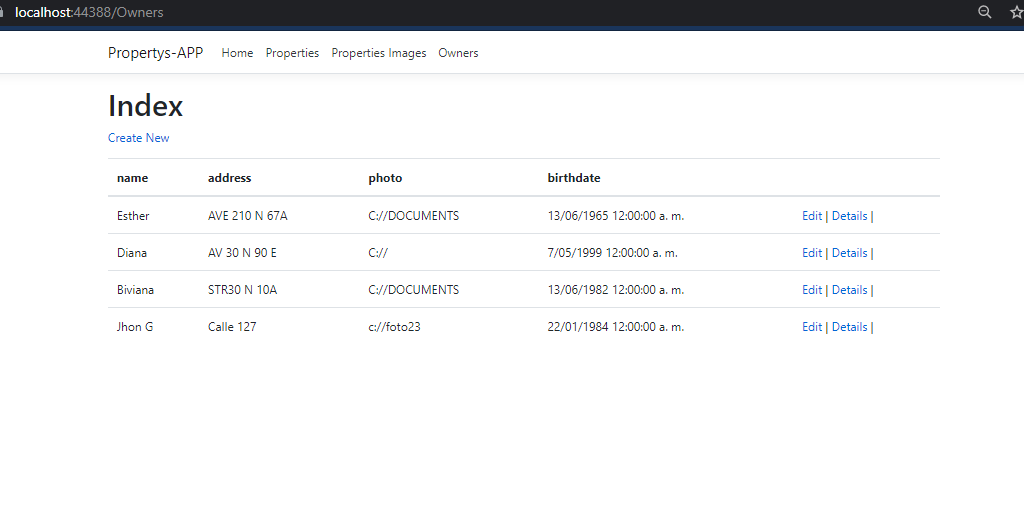 localhost:44388/Owners
Propertys-APP Home Properties Properties Images Owners
Index
Create New
name address photo birthdate
Esther AVE 210 N 67A C://DOCUMENTS 13/06/1965 12:00:00 a. m. Edit | Details |
Diana AV 30 N 90 E C:// 7/05/1999 12:00:00 a. m. Edit | Details |
Biviana STR30 N 10A C://DOCUMENTS 13/06/1982 12:00:00 a. m. Edit | Details |
Jhon G Calle 127 c://foto23 22/01/1984 12:00:00 a. m. Edit | Details |